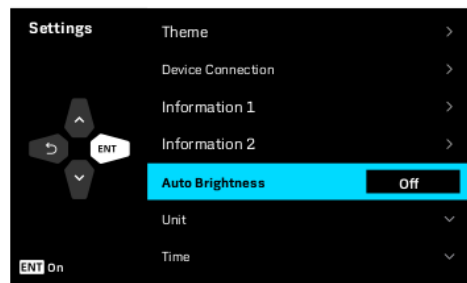 Settings
Theme
Device Connection
Information 1
Information 2
ENT
Auto Brightness Off
Unit
Time
ENT On